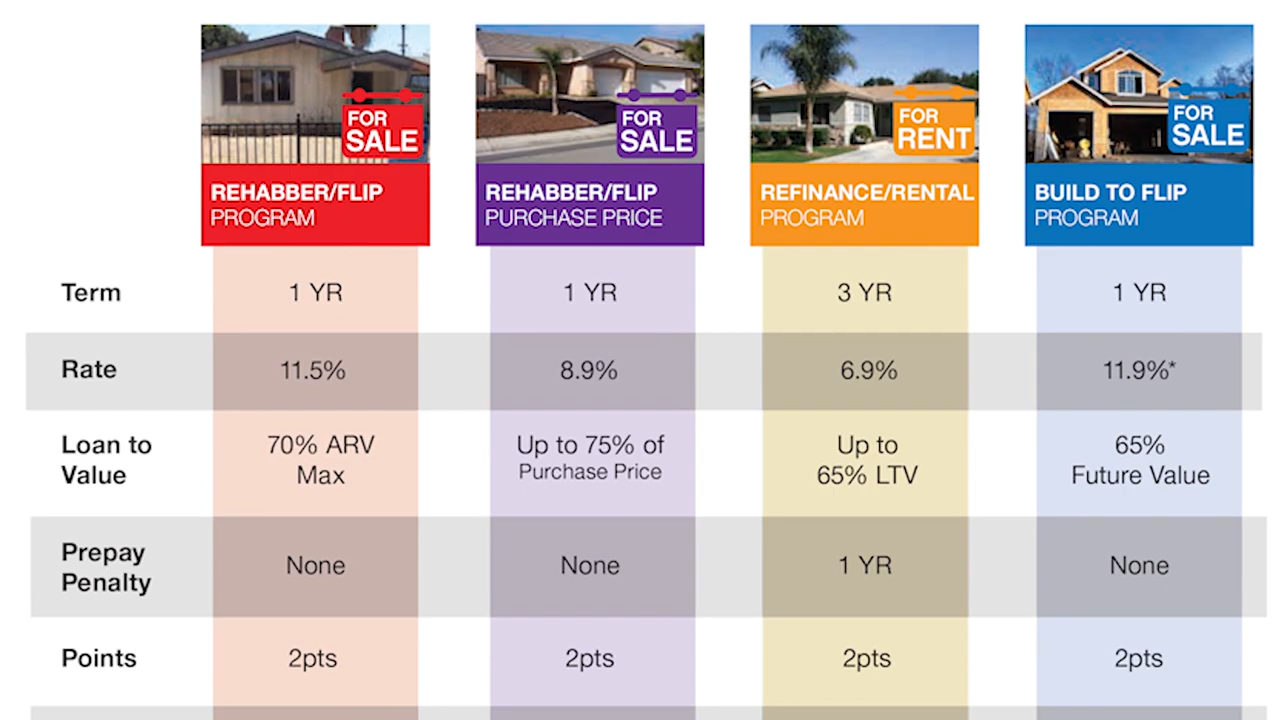 FOR
SALE
FOR
SALE
FOR
RENT
FOR
SALE
REHABBER/FLIP
PROGRAM
REHABBER/FLIP
PURCHASE PRICE
REFINANCE/RENTAL
PROGRAM
BUILD TO FLIP
PROGRAM
Term
1 YR
1 YR
3 YR
1 YR
Rate
11.5%
8.9%
6.9%
11.9%*
Loan to
Value
70% ARV
Max
Up to 75% of
Purchase Price
Up to
65% LTV
65%
Future Value
Prepay
Penalty
None
None
1 YR
None
Points
2pts
2pts
2pts
2pts